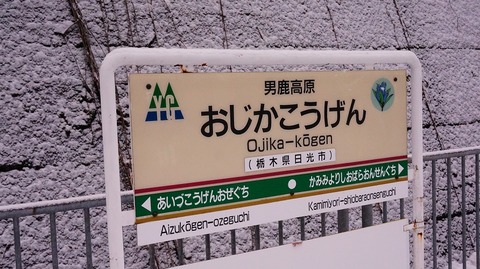 男鹿高原
おじかこうげん
Ojika-kōgen
(栃木県日光市)
あいづこうげんおぜぐち
かみみよりしおばらおんせんぐち
Aizukōgen-ozeguchi
Kamimiyori-shiobaraonsenguchi